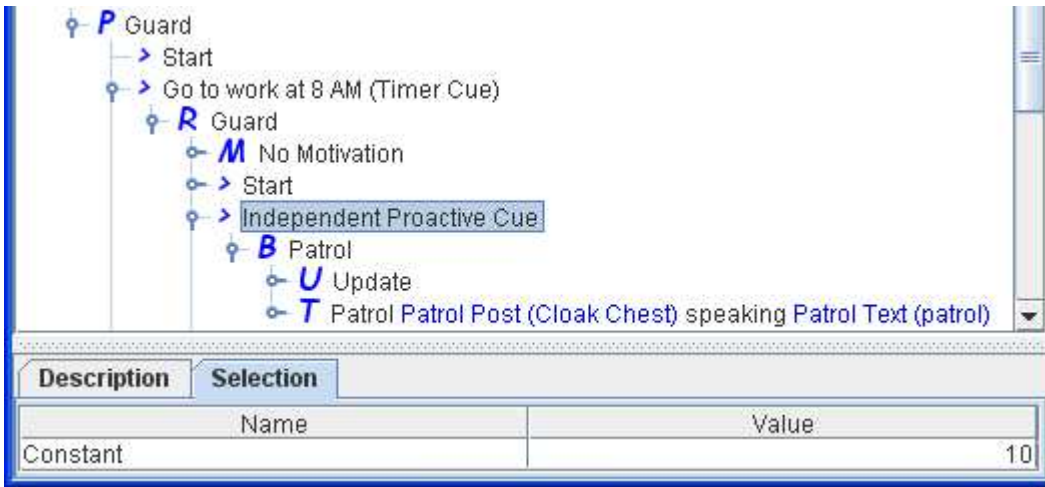 P Guard
> Start
> Go to work at 8 AM (Timer Cue)
R Guard
M No Motivation
> Start
> Independent Proactive Cue
B Patrol
U Update
T Patrol Patrol Post (Cloak Chest) speaking Patrol Text (patrol)
Description Selection
Name Value
Constant 10